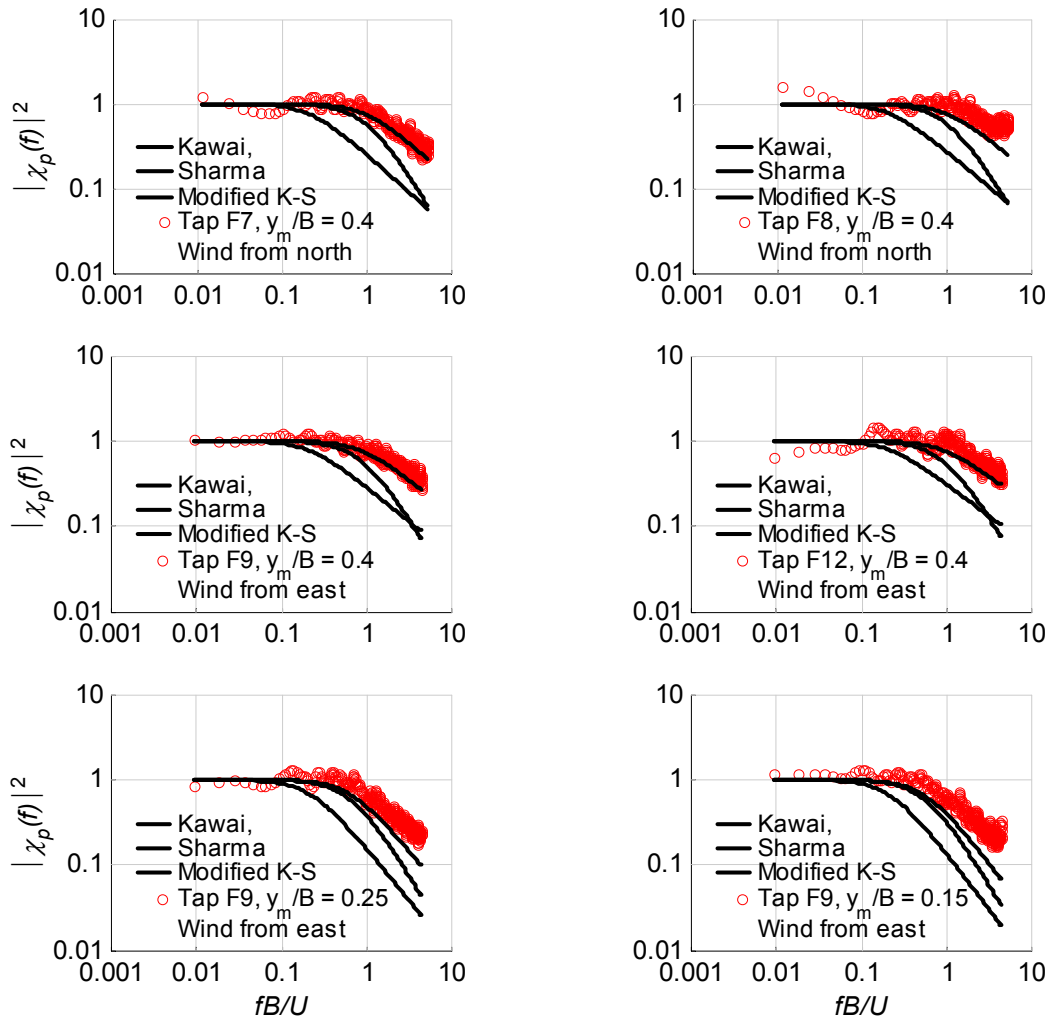 10
1
0.1
0.01
|χp(f)|2
Kawai,
Sharma
Modified K-S
Tap F7, ym/B = 0.4
Wind from north
0.001 0.01 0.1 1 10
10
1
0.1
0.01
Kawai,
Sharma
Modified K-S
Tap F8, ym/B = 0.4
Wind from north
0.001 0.01 0.1 1 10
10
1
0.1
0.01
|χp(f)|2
Kawai,
Sharma
Modified K-S
Tap F9, ym/B = 0.4
Wind from east
0.001 0.01 0.1 1 10
10
1
0.1
0.01
Kawai,
Sharma
Modified K-S
Tap F12, ym/B = 0.4
Wind from east
0.001 0.01 0.1 1 10
10
1
0.1
0.01
|χp(f)|2
Kawai,
Sharma
Modified K-S
Tap F9, ym/B = 0.25
Wind from east
0.001 0.01 0.1 1 10
fB/U
10
1
0.1
0.01
Kawai,
Sharma
Modified K-S
Tap F9, ym/B = 0.15
Wind from east
0.001 0.01 0.1 1 10
fB/U